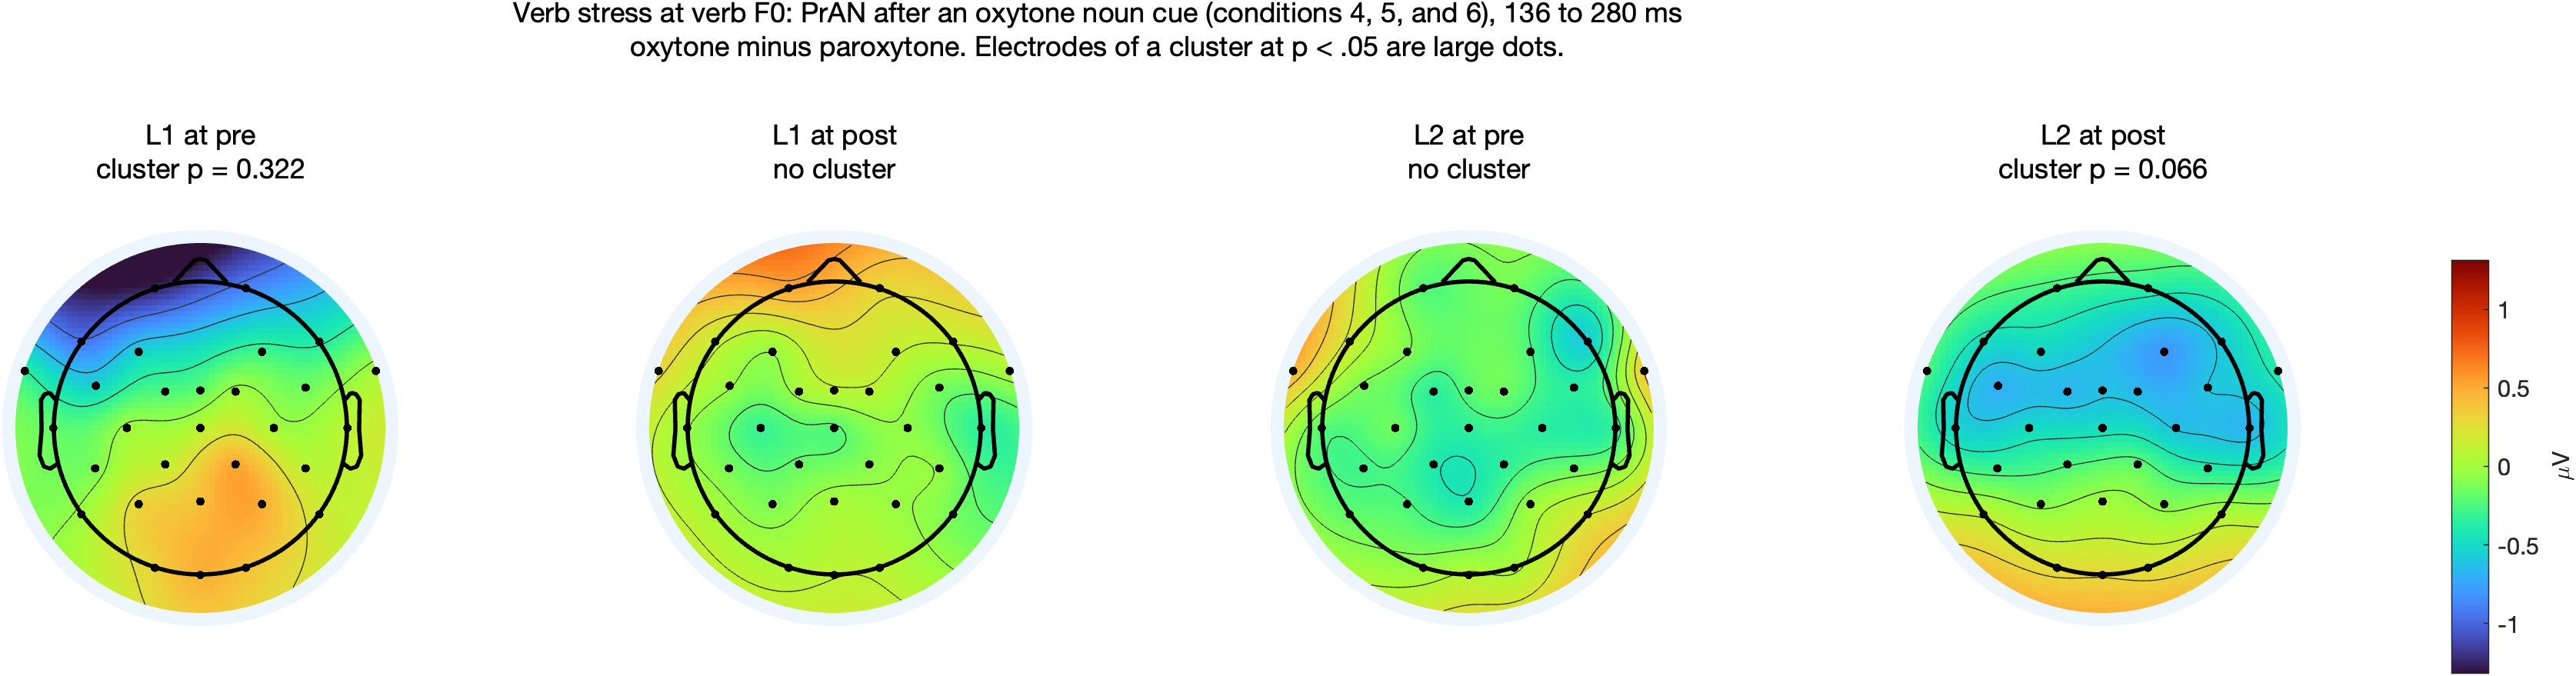 Verb stress at verb F0: PrAN after an oxytone noun cue (conditions 4, 5, and 6), 136 to 280 ms
oxytone minus paroxytone. Electrodes of a cluster at p < .05 are large dots.
L1 at pre
cluster p = 0.322
L1 at post
no cluster
L2 at pre
no cluster
L2 at post
cluster p = 0.066
1
0.5
0
-0.5
-1
μV